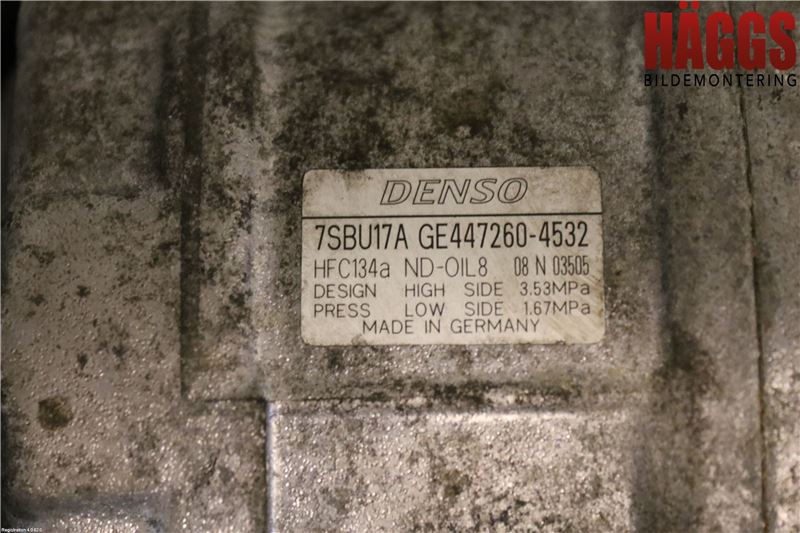 HÄGGS
BILDEMONTERING
DENSO
7SBU17A GE447260-4532
HFC134a ND-OIL8 08 N 03505
DESIGN HIGH SIDE 3.53MPa
PRESS LOW SIDE 1.67MPa
MADE IN GERMANY